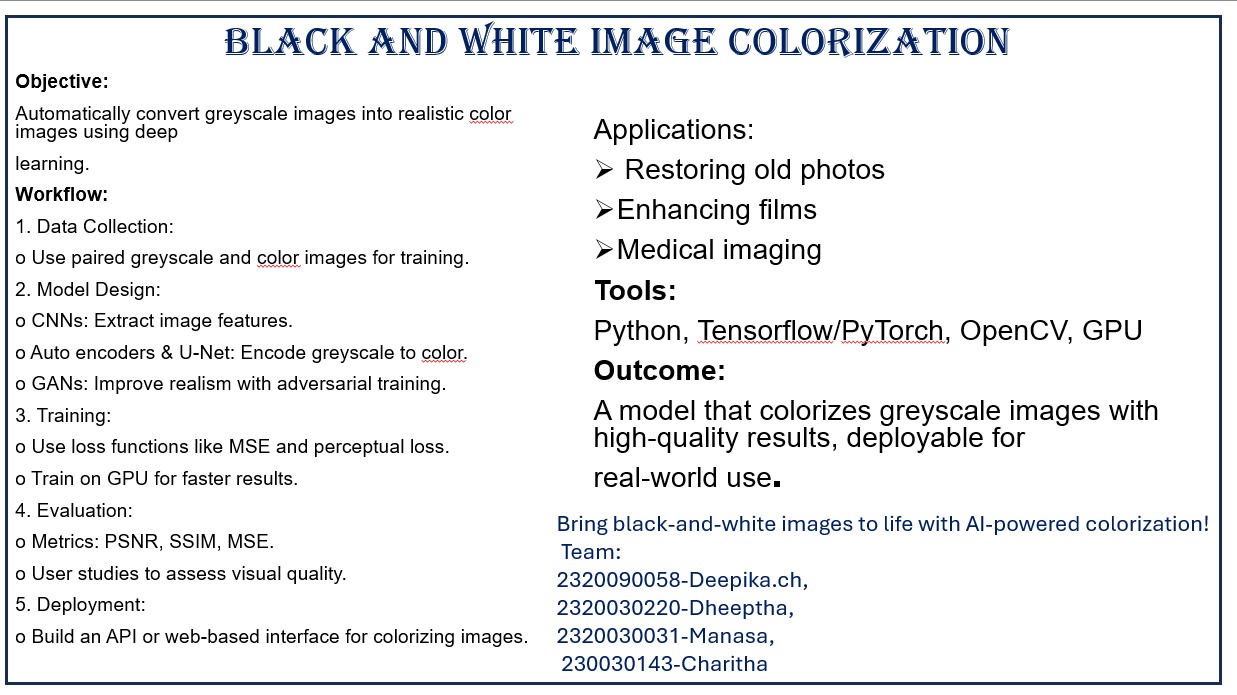 BLACK AND WHITE IMAGE COLORIZATION
Objective:
Automatically convert greyscale images into realistic color
images using deep
learning.
Workflow:
1. Data Collection:
o Use paired greyscale and color images for training.
2. Model Design:
o CNNs: Extract image features.
o Auto encoders & U-Net: Encode greyscale to color.
o GANs: Improve realism with adversarial training.
3. Training:
o Use loss functions like MSE and perceptual loss.
o Train on GPU for faster results.
4. Evaluation:
o Metrics: PSNR, SSIM, MSE.
o User studies to assess visual quality.
5. Deployment:
o Build an API or web-based interface for colorizing images.
Applications:
➢ Restoring old photos
➢Enhancing films
➢Medical imaging
Tools:
Python, Tensorflow/PyTorch, OpenCV, GPU
Outcome:
A model that colorizes greyscale images with
high-quality results, deployable for
real-world use.
Bring black-and-white images to life with AI-powered colorization!
Team:
2320090058-Deepika.ch,
2320030220-Dheeptha,
2320030031-Manasa,
230030143-Charitha